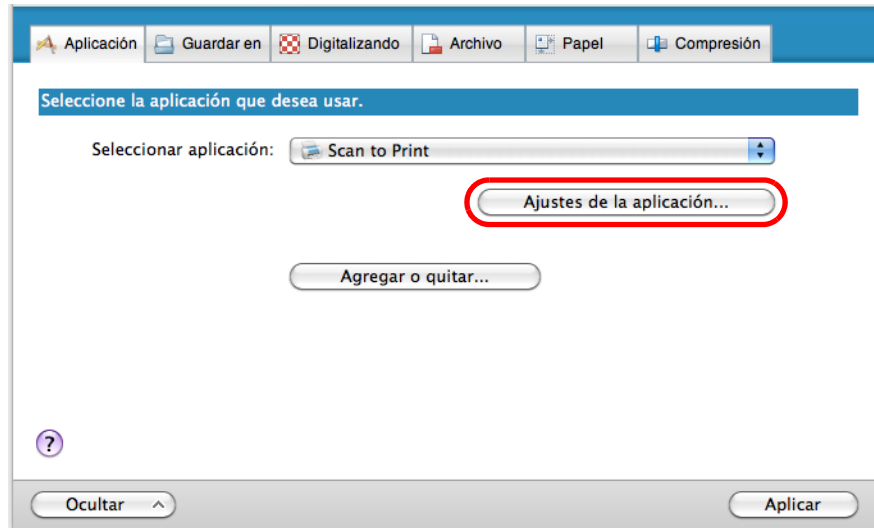 Aplicación Guardar en Digitalizando Archivo Papel Compresión
Seleccione la aplicación que desea usar.
Seleccionar aplicación: Scan to Print
Ajustes de la aplicación...
Agregar o quitar...
?
Ocultar Aplicar